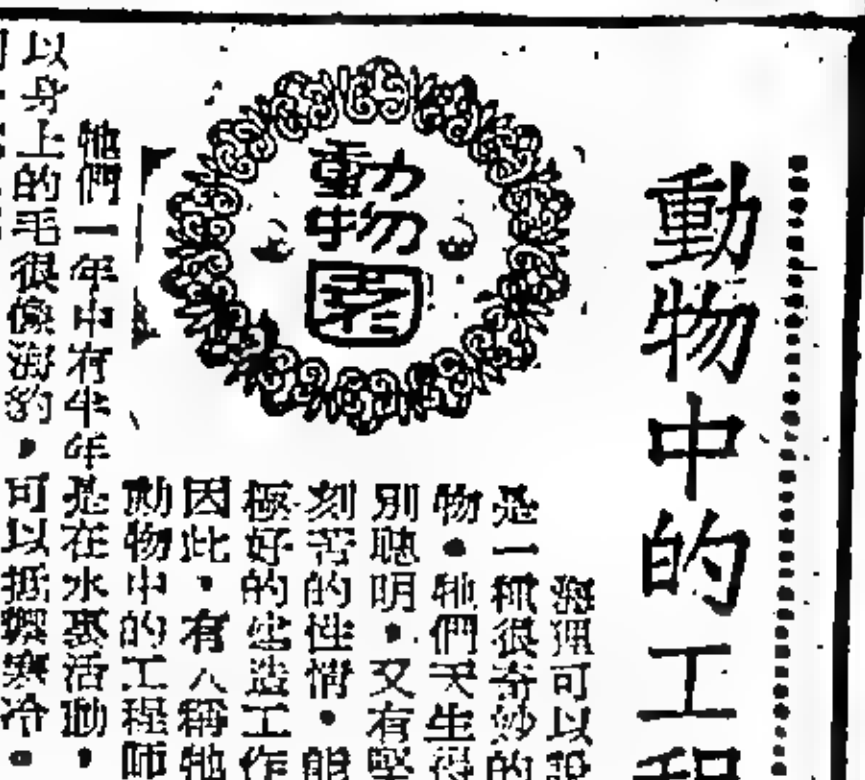 動物中的工程
動物園
海狸可以說
是一種很奇妙的
物。牠們天生得
別聰明，又有堅
刻苦的性情。能
極好的建造工作
因此，有人稱牠
動物中的工程師
牠們一年中有半年是在水裏活動，
以身上的毛很像海豹，可以抵禦寒冷。